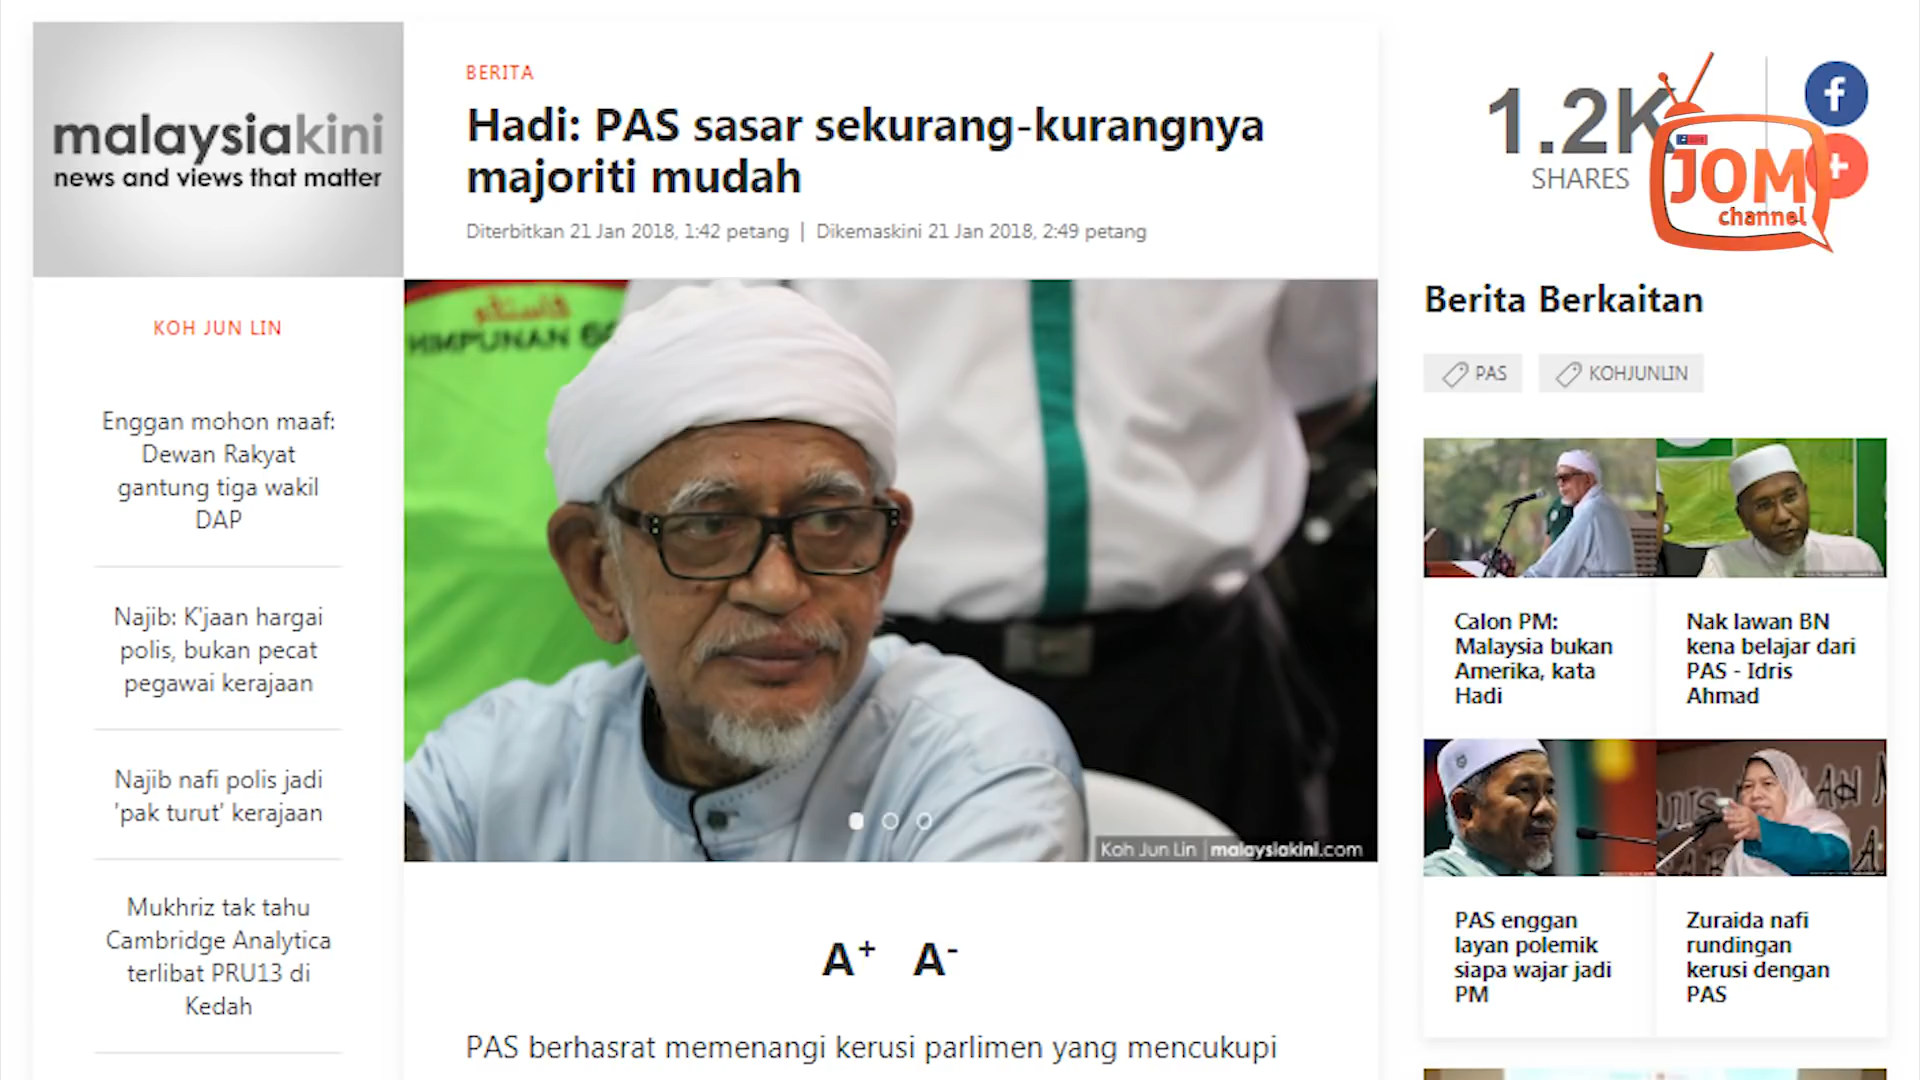 malaysiakini
news and views that matter
KOH JUN LIN
Enggan mohon maaf:
Dewan Rakyat
gantung tiga wakil
DAP
Najib: K'jaan hargai
polis, bukan pecat
pegawai kerajaan
Najib nafi polis jadi
'pak turut' kerajaan
Mukhriz tak tahu
Cambridge Analytica
terlibat PRU13 di
Kedah
BERITA
Hadi: PAS sasar sekurang-kurangnya
majoriti mudah
Diterbitkan 21 Jan 2018, 1:42 petang | Dikemaskini 21 Jan 2018, 2:49 petang
HIMPUNAN
Koh Jun Lin | malaysiakini.com
A+ A-
PAS berhasrat memenangi kerusi parlimen yang mencukupi
1.2K
SHARES
f
+
JOM
channel
Berita Berkaitan
PAS
KOHJUNLIN
Calon PM:
Malaysia bukan
Amerika, kata
Hadi
Nak lawan BN
kena belajar dari
PAS - Idris
Ahmad
PAS enggan
layan polemik
siapa wajar jadi
PM
Zuraida nafi
rundingan
kerusi dengan
PAS